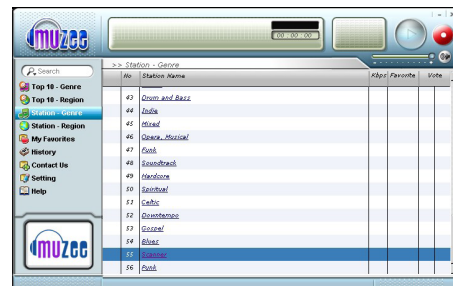 muzee
00:00:00
Search
>> Station - Genre
No Station Name Kbps Favorite Vote
Top 10 - Genre
Top 10 - Region
Station - Genre
Station - Region
My Favorites
History
Contact Us
Setting
Help
43 Drum and Bass
44 Indie
45 Mixed
46 Opera, Musical
47 Funk
48 Soundtrack
49 Hardcore
50 Spiritual
51 Celtic
52 Downtempo
53 Gospel
54 Blues
55 Scanner
56 Punk
muzee